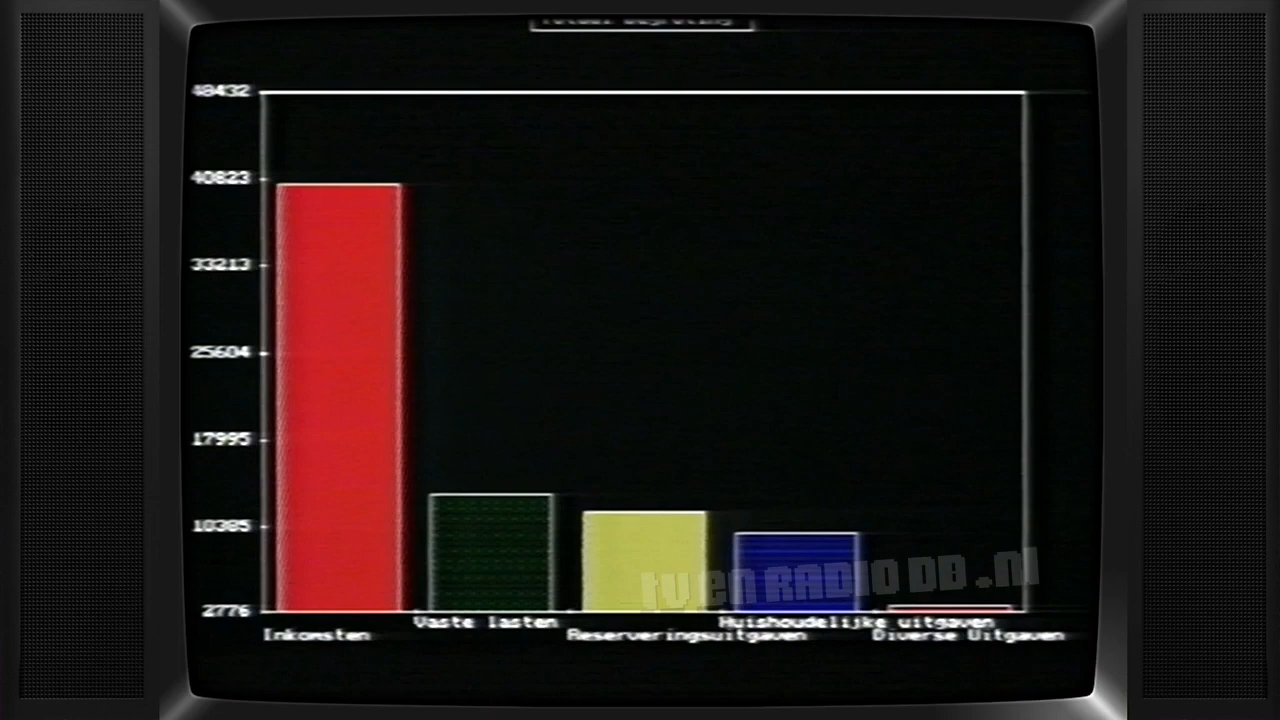 48432
40823
33213
25604
17995
10385
2776
Inkomsten
Vaste lasten
Reserveringsuitgaven
Huishoudelijke uitgaven
Diverse Uitgaven
tv en RADIO DB .nl